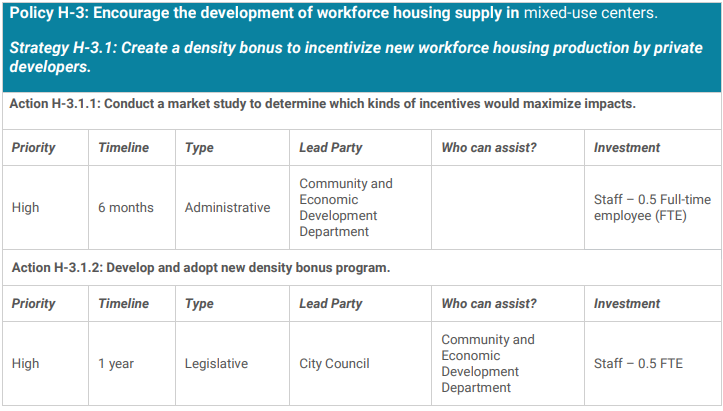 Policy H-3: Encourage the development of workforce housing supply in mixed-use centers.
Strategy H-3.1: Create a density bonus to incentivize new workforce housing production by private
developers.
Action H-3.1.1: Conduct a market study to determine which kinds of incentives would maximize impacts.
Priority Timeline Type Lead Party Who can assist? Investment
High 6 months Administrative Community and
Economic
Development
Department Staff – 0.5 Full-time
employee (FTE)
Action H-3.1.2: Develop and adopt new density bonus program.
Priority Timeline Type Lead Party Who can assist? Investment
High 1 year Legislative City Council Community and
Economic
Development
Department Staff – 0.5 FTE